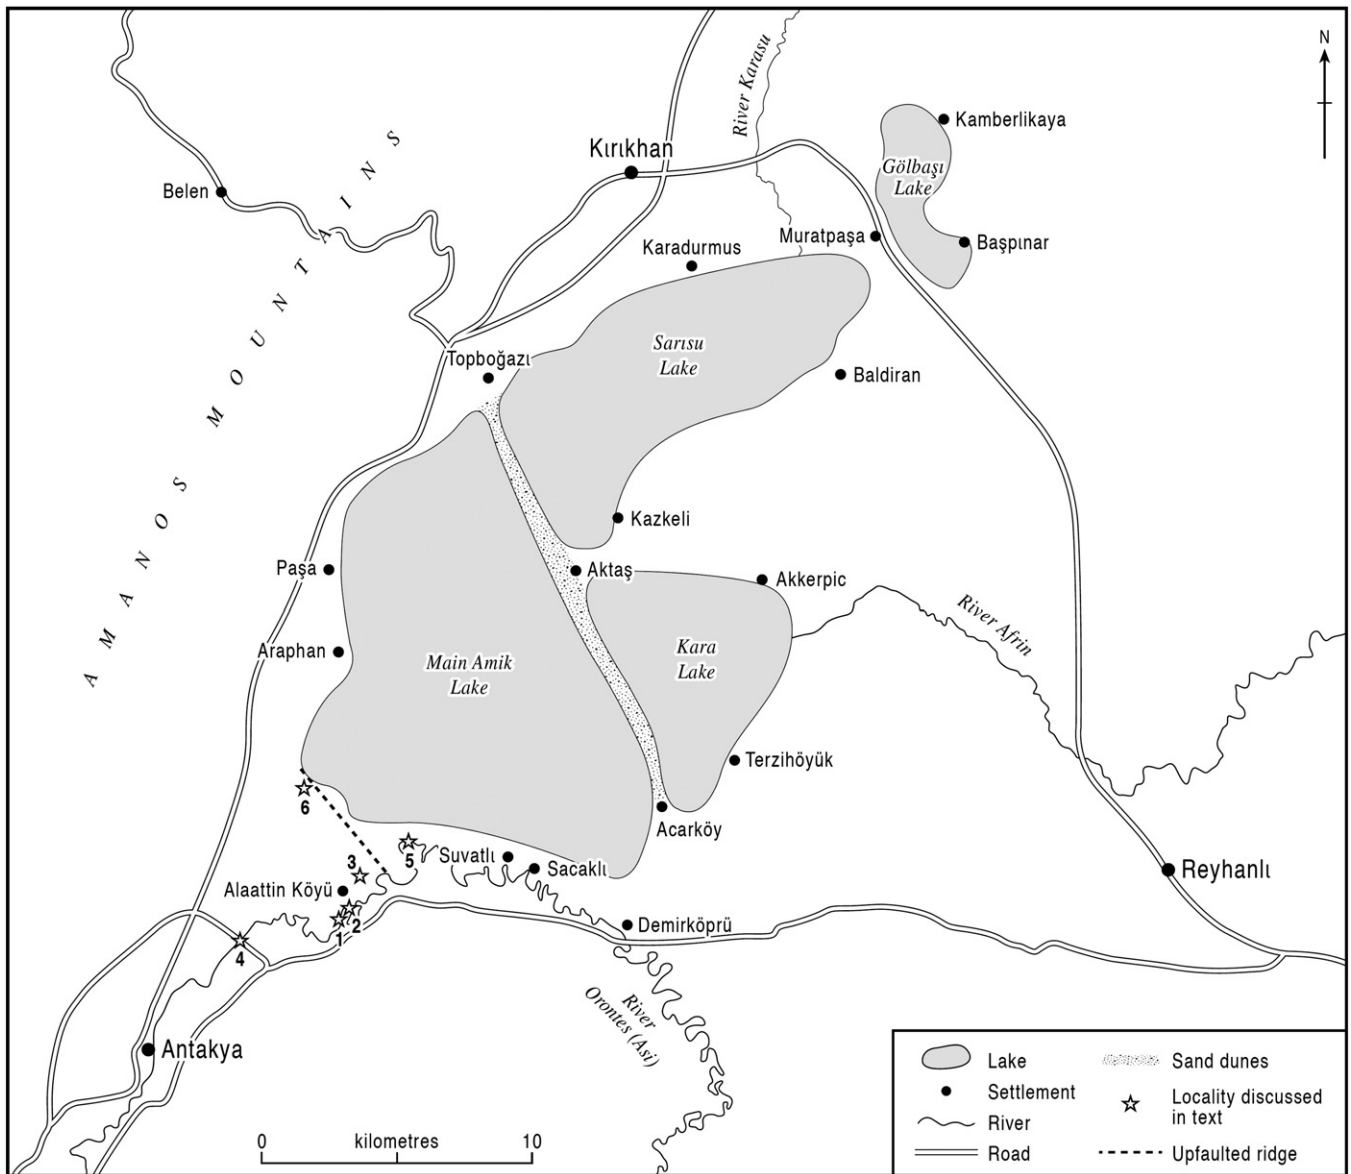 N
River Karasu
Kamberlikaya
Kırıkhan
Gölbaşı
Lake
Belen
AMANOS MOUNTAINS
Muratpaşa
Başpınar
Karadurmus
Sarısu
Lake
Topboğazı
Baldiran
Kazkeli
Paşa
Aktaş
Akkerpic
River Afrin
Araphan
Main Amik
Lake
Kara
Lake
Terzihöyük
6
Acarköy
5
Suvatlı
Sacaklı
3
Reyhanlı
Alaattin Köyü
2
1
Demirköprü
4
River
Orontes (Asi)
Antakya
0 kilometres 10
Lake
Settlement
River
Road
Sand dunes
Locality discussed
in text
Upfaulted ridge